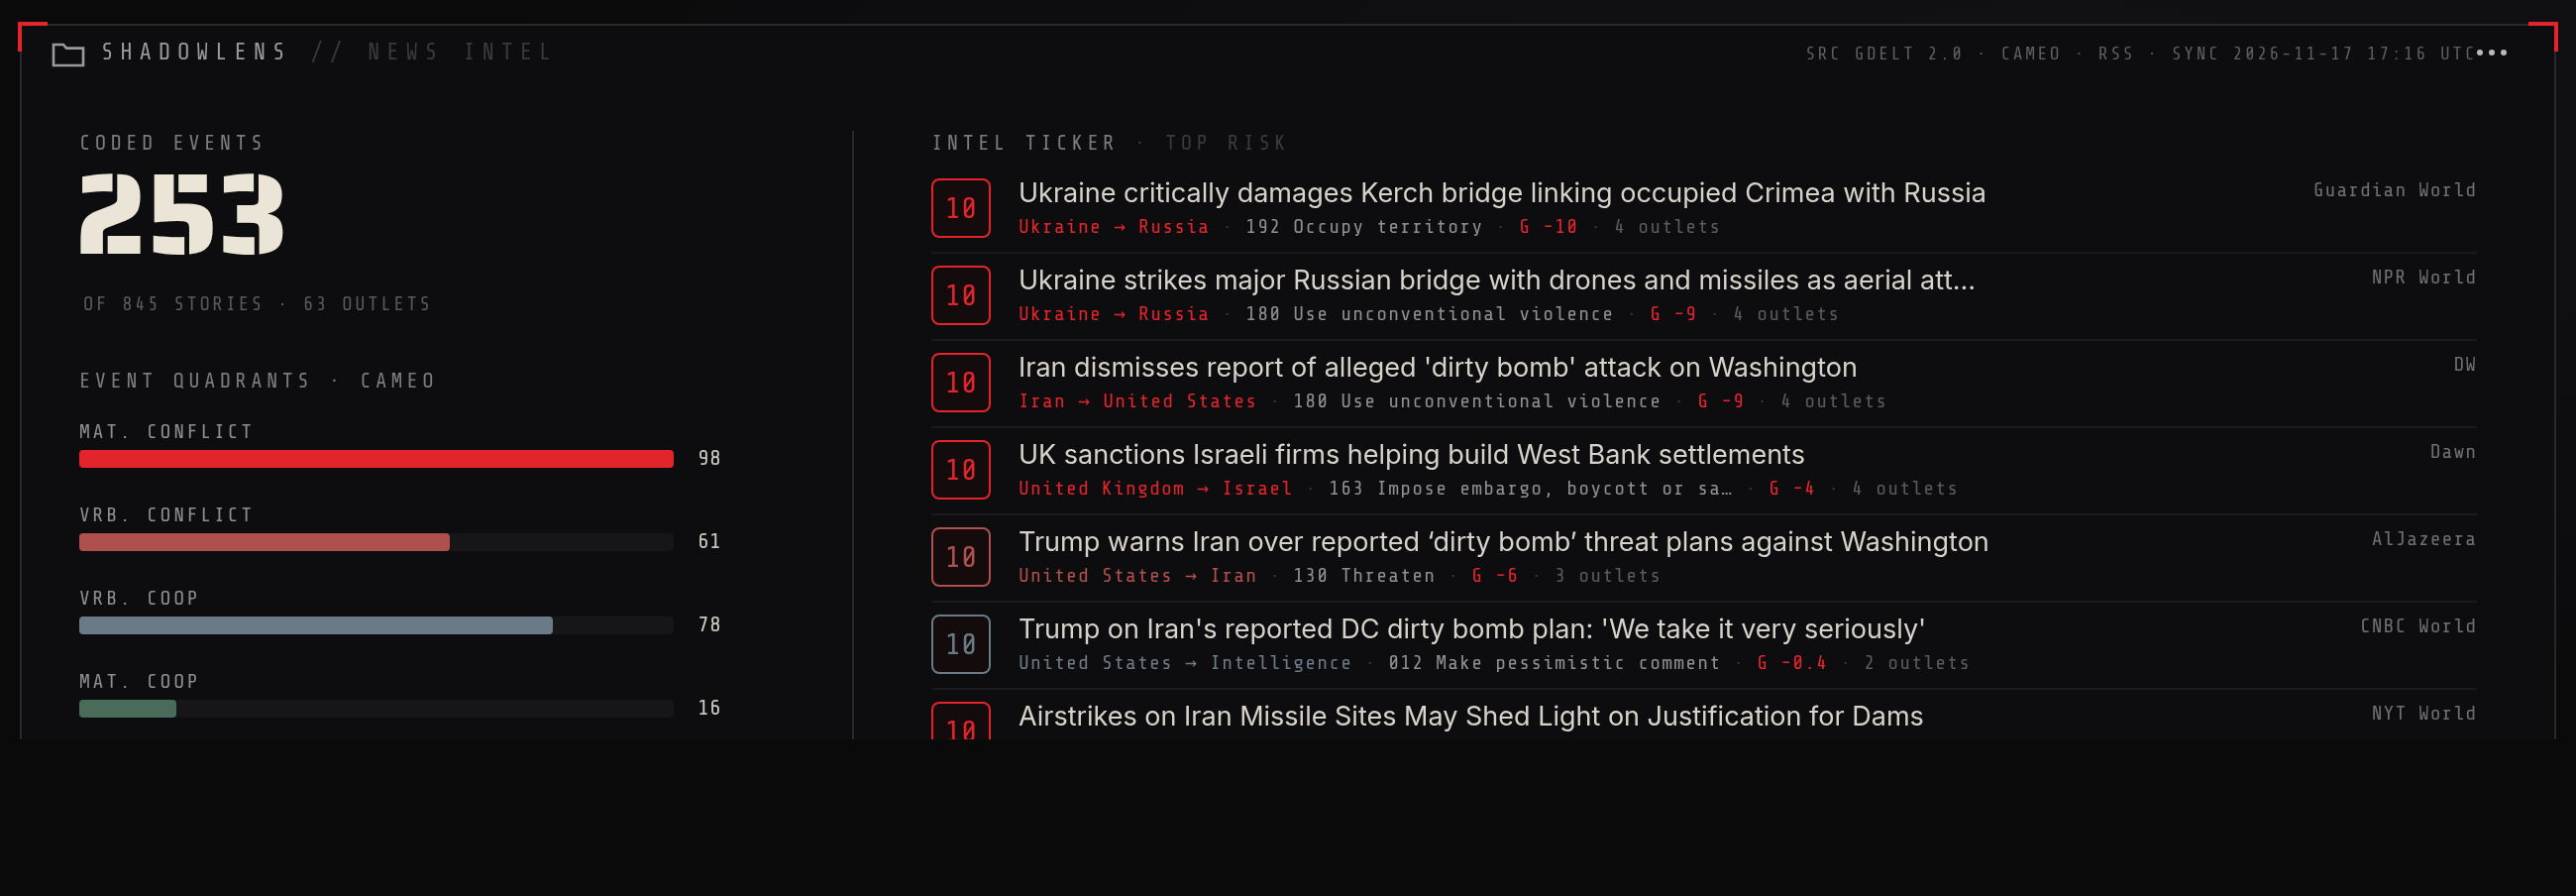 SHADOWLENS // NEWS INTEL
SRC GDELT 2.0 · CAMEO · RSS · SYNC 2026-11-17 17:16 UTC
CODED EVENTS
253
OF 845 STORIES · 63 OUTLETS
EVENT QUADRANTS · CAMEO
MAT. CONFLICT
98
VRB. CONFLICT
61
VRB. COOP
78
MAT. COOP
16
INTEL TICKER · TOP RISK
10
Ukraine critically damages Kerch bridge linking occupied Crimea with Russia
Guardian World
Ukraine → Russia · 192 Occupy territory · G -10 · 4 outlets
10
Ukraine strikes major Russian bridge with drones and missiles as aerial att...
NPR World
Ukraine → Russia · 180 Use unconventional violence · G -9 · 4 outlets
10
Iran dismisses report of alleged 'dirty bomb' attack on Washington
DW
Iran → United States · 180 Use unconventional violence · G -9 · 4 outlets
10
UK sanctions Israeli firms helping build West Bank settlements
Dawn
United Kingdom → Israel · 163 Impose embargo, boycott or sa… · G -4 · 4 outlets
10
Trump warns Iran over reported ‘dirty bomb’ threat plans against Washington
AlJazeera
United States → Iran · 130 Threaten · G -6 · 3 outlets
10
Trump on Iran's reported DC dirty bomb plan: 'We take it very seriously'
CNBC World
United States → Intelligence · 012 Make pessimistic comment · G -0.4 · 2 outlets
10
Airstrikes on Iran Missile Sites May Shed Light on Justification for Dams
NYT World